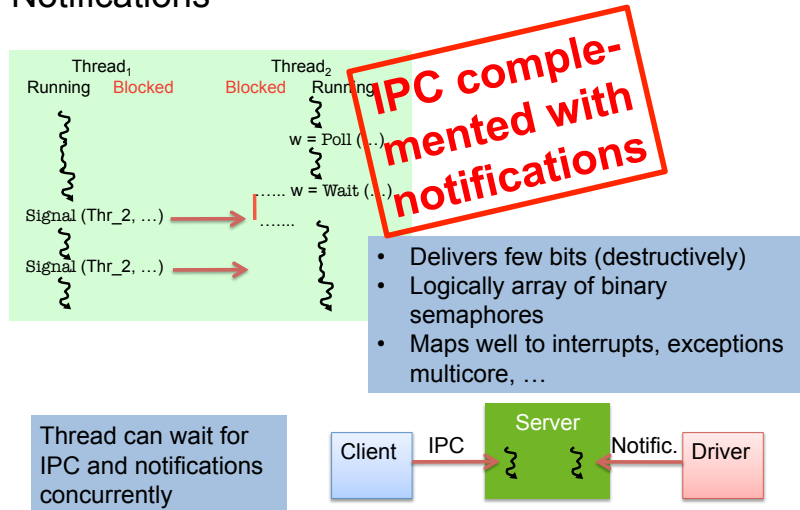 Notifications
Thread1 Thread2
Running Blocked Blocked Running
w = Poll (…)
…... w = Wait (…)
Signal (Thr_2, …) …....
Signal (Thr_2, …)
IPC comple-
mented with
notifications
• Delivers few bits (destructively)
• Logically array of binary
semaphores
• Maps well to interrupts, exceptions
multicore, …
Thread can wait for
IPC and notifications
concurrently
Server
Client IPC Notific. Driver